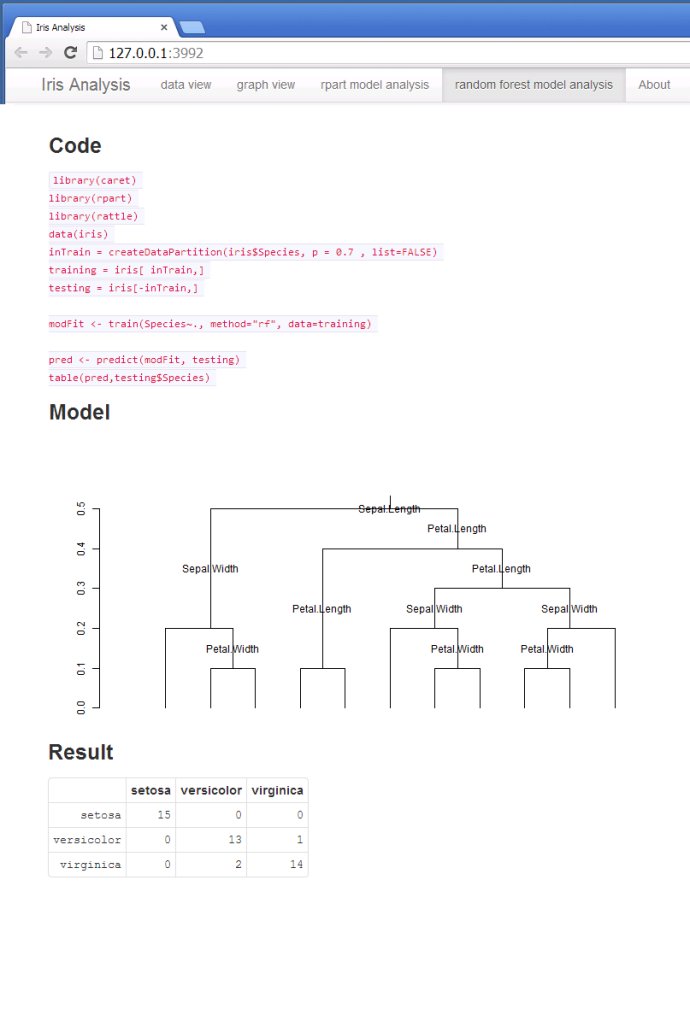 Iris Analysis
127.0.0.1:3992
Iris Analysis data view graph view rpart model analysis random forest model analysis About
Code
library(caret)
library(rpart)
library(rattle)
data(iris)
inTrain = createDataPartition(iris$Species, p = 0.7 , list=FALSE)
training = iris[ inTrain,]
testing = iris[-inTrain,]
modFit <- train(Species~., method="rf", data=training)
pred <- predict(modFit, testing)
table(pred,testing$Species)
Model
0.5 Sepal.Length
Petal.Length
0.4
Sepal.Width Petal.Length
0.3
Petal.Length Sepal.Width Sepal.Width
0.2
Petal.Width Petal.Width Petal.Width
0.1
0.0
Result
setosa versicolor virginica
setosa 15 0 0
versicolor 0 13 1
virginica 0 2 14